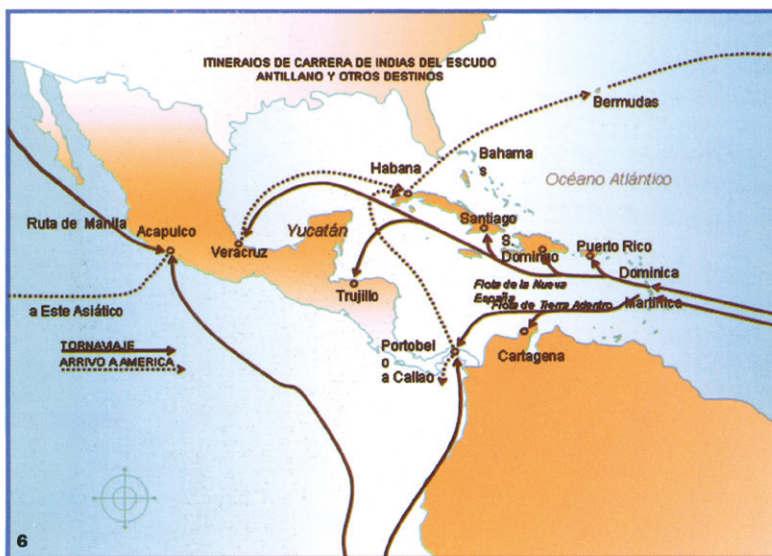 ITINERAIOS DE CARRERA DE INDIAS DEL ESCUDO
ANTILLANO Y OTROS DESTINOS
Bermudas
Habana
Bahama
s
Océano Atlántico
Ruta de Manila
Acapulco
Veracruz
Yucatán
Santiago
S.
Domingo
Puerto Rico
Dominica
Martinica
Trujillo
Flota de la Nueva
España
Flota de Tierra Adentro
a Este Asiático
TORNAVIAJE
ARRIVO A AMERICA
Portobel
o
a Callao
Cartagena
6